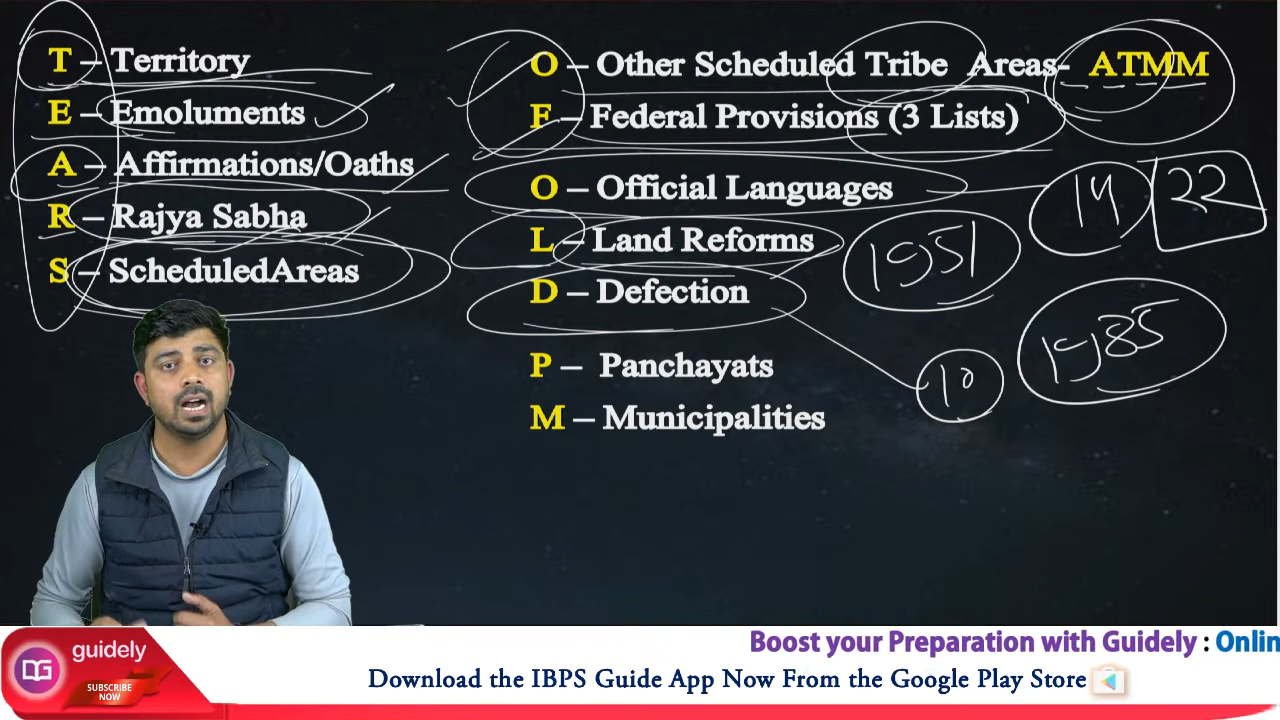 T – Territory
E – Emoluments
A – Affirmations/Oaths
R – Rajya Sabha
S – ScheduledAreas
O – Other Scheduled Tribe Areas- ATMM
F – Federal Provisions (3 Lists)
O – Official Languages
14 22
L – Land Reforms
1951
D – Defection
10
1985
P – Panchayats
M – Municipalities
guidely
SUBSCRIBE
NOW
Boost your Preparation with Guidely : Onlin
Download the IBPS Guide App Now From the Google Play Store